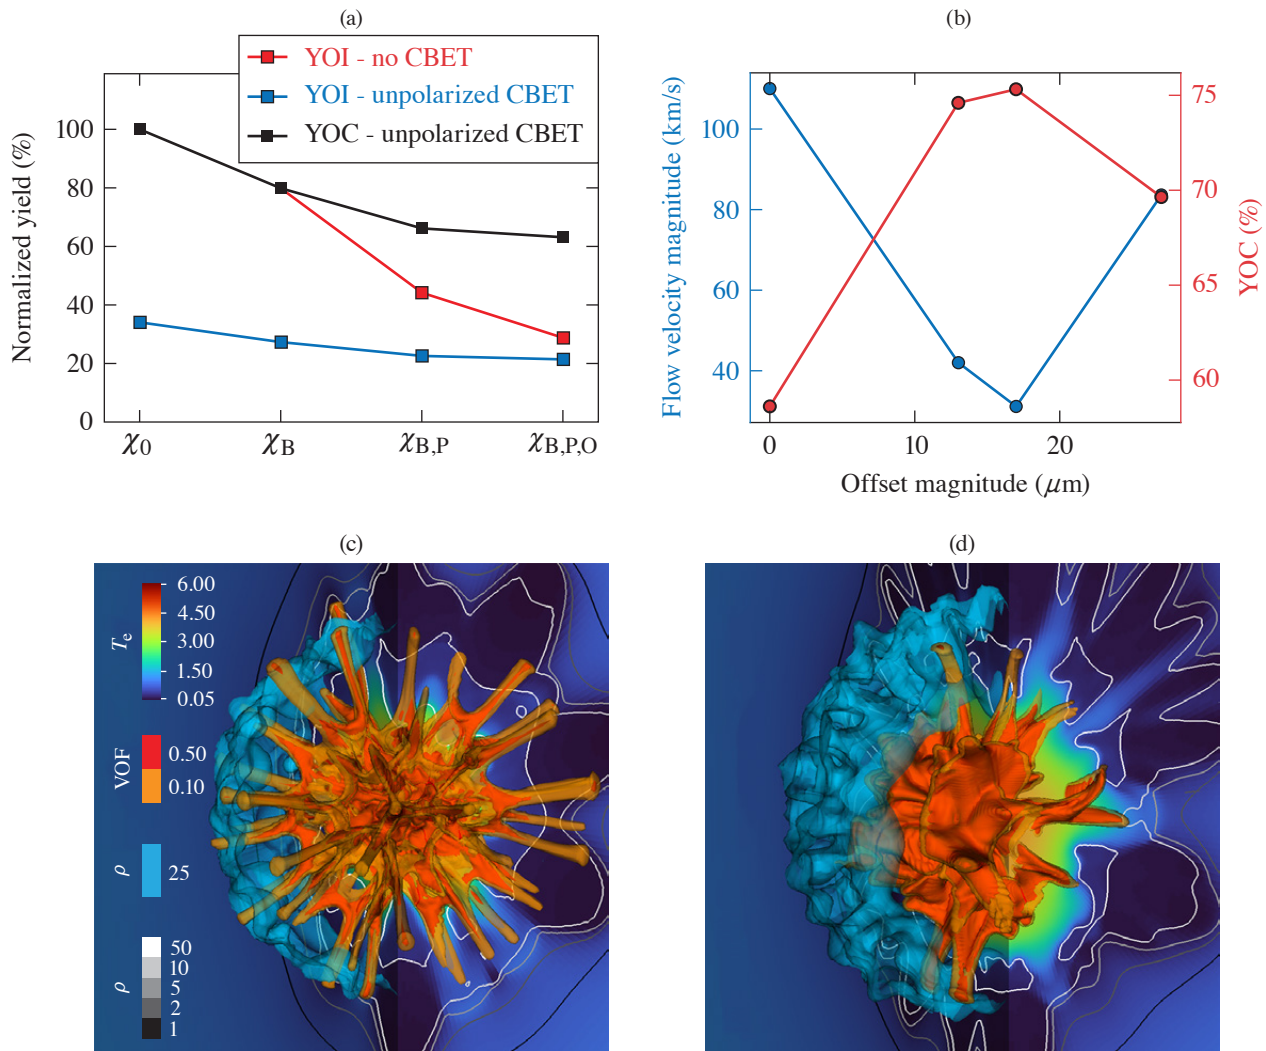 (a)
YOI - no CBET
YOI - unpolarized CBET
YOC - unpolarized CBET
Normalized yield (%)
100
80
60
40
20
0
χ0
χB
χB,P
χB,P,O
(b)
Flow velocity magnitude (km/s)
100
80
60
40
75
70
65
60
YOC (%)
0
10
20
Offset magnitude (μm)
(c)
Te
6.00
4.50
3.00
1.50
0.05
VOF
0.50
0.10
ρ
25
ρ
50
10
5
2
1
(d)